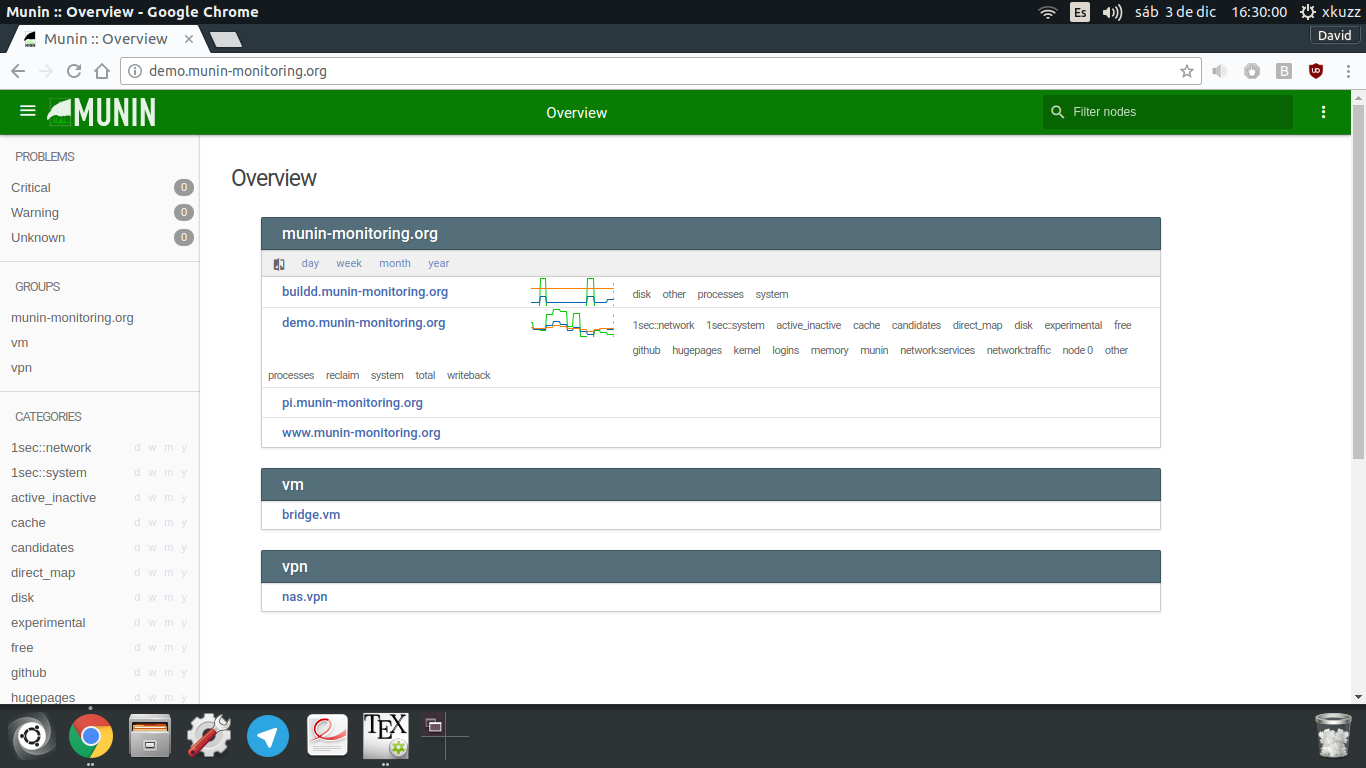 Munin :: Overview - Google Chrome
Es
sáb 3 de dic 16:30:00
xkuzz
Munin :: Overview
David
demo.munin-monitoring.org
MUNIN
Overview
Filter nodes
PROBLEMS
Critical 0
Warning 0
Unknown 0
GROUPS
munin-monitoring.org
vm
vpn
CATEGORIES
1sec::network d w m y
1sec::system d w m y
active_inactive d w m y
cache d w m y
candidates d w m y
direct_map d w m y
disk d w m y
experimental d w m y
free d w m y
github d w m y
hugepages d w m y
Overview
munin-monitoring.org
day week month year
buildd.munin-monitoring.org disk other processes system
demo.munin-monitoring.org 1sec::network 1sec::system active_inactive cache candidates direct_map disk experimental free
github hugepages kernel logins memory munin network:services network:traffic node 0 other
processes reclaim system total writeback
pi.munin-monitoring.org
www.munin-monitoring.org
vm
bridge.vm
vpn
nas.vpn
TEX